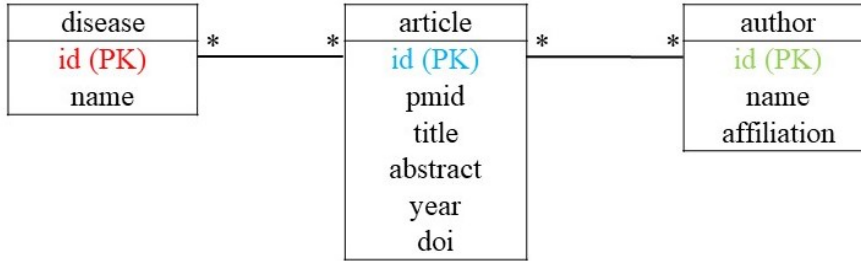 disease
id (PK)
name
* *
article
id (PK)
pmid
title
abstract
year
doi
* *
author
id (PK)
name
affiliation